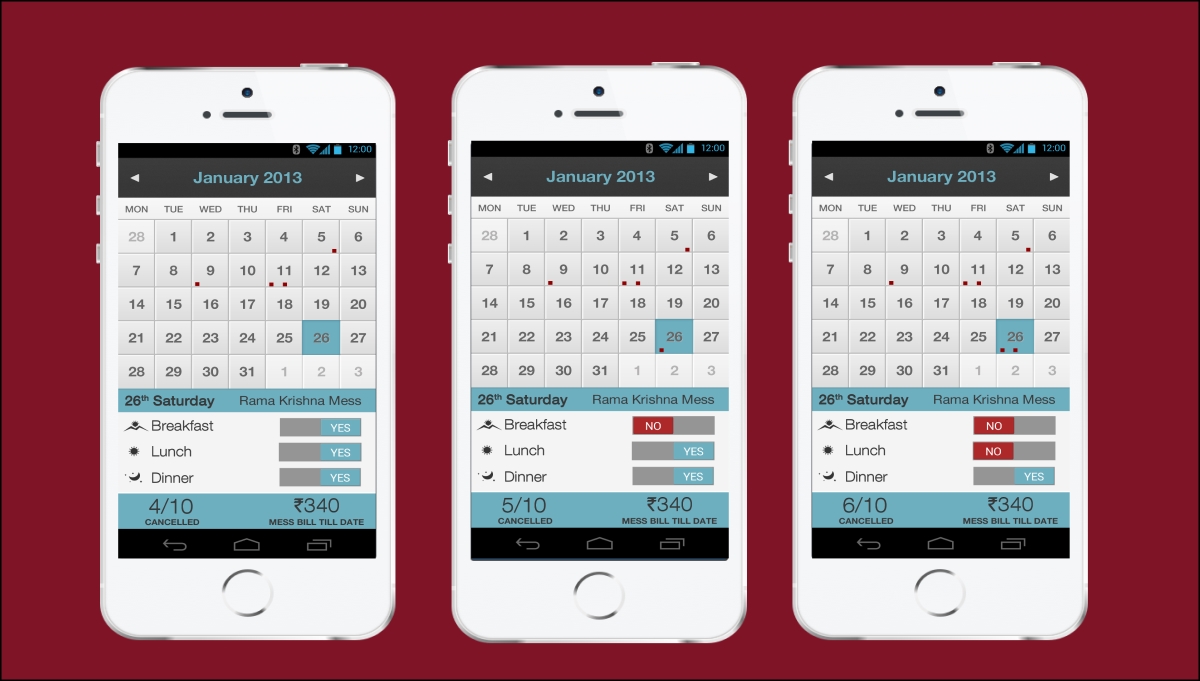 12:00
January 2013
MON TUE WED THU FRI SAT SUN
28 1 2 3 4 5 6
7 8 9 10 11 12 13
14 15 16 17 18 19 20
21 22 23 24 25 26 27
28 29 30 31 1 2 3
26th Saturday Rama Krishna Mess
Breakfast YES
Lunch YES
Dinner YES
4/10 ₹340
CANCELLED MESS BILL TILL DATE
12:00
January 2013
MON TUE WED THU FRI SAT SUN
28 1 2 3 4 5 6
7 8 9 10 11 12 13
14 15 16 17 18 19 20
21 22 23 24 25 26 27
28 29 30 31 1 2 3
26th Saturday Rama Krishna Mess
Breakfast NO
Lunch YES
Dinner YES
5/10 ₹340
CANCELLED MESS BILL TILL DATE
12:00
January 2013
MON TUE WED THU FRI SAT SUN
28 1 2 3 4 5 6
7 8 9 10 11 12 13
14 15 16 17 18 19 20
21 22 23 24 25 26 27
28 29 30 31 1 2 3
26th Saturday Rama Krishna Mess
Breakfast NO
Lunch NO
Dinner YES
6/10 ₹340
CANCELLED MESS BILL TILL DATE